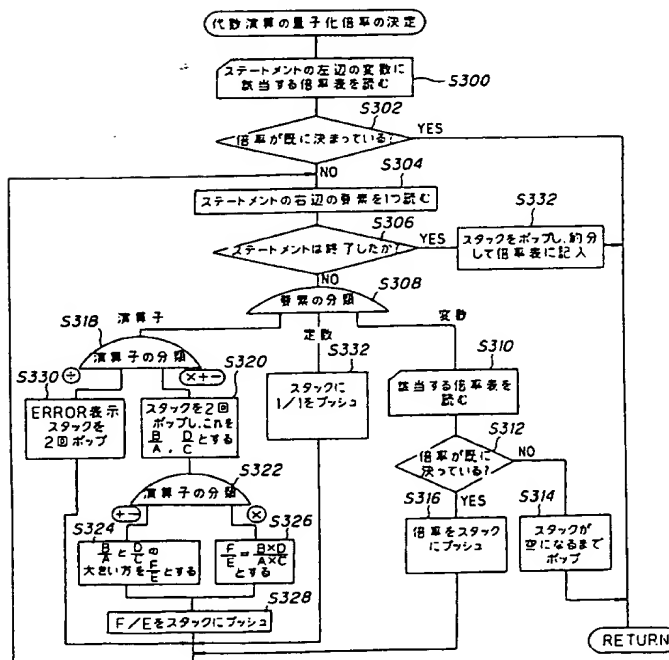 代数演算の量子化倍率の決定
ステートメントの左辺の変数に
該当する倍率表を読む
S300
S302
倍率が既に決まっている?
YES
NO
S304
ステートメントの右辺の要素を1つ読む
S306
ステートメントは終了したか?
YES
S332
スタックをポップし、約分
して倍率表に記入
NO
S308
要素の分類
演算子
定数
変数
S318
演算子の分類
÷
×+-
S330
ERROR表示
スタックを
2回ポップ
S320
スタックを2回
ポップし、これを
B/A, D/Cとする
S332
スタックに
1/1をプッシュ
S310
該当する倍率表を
読む
S312
倍率が既に
決っている?
NO
YES
S322
演算子の分類
+-
×
S324
B/AとD/Cの
大きい方をF/Eとする
S326
F/E=B×D/A×C
とする
S316
倍率をスタック
にプッシュ
S314
スタックが
空になるまで
ポップ
S328
F/Eをスタックにプッシュ
RETURN